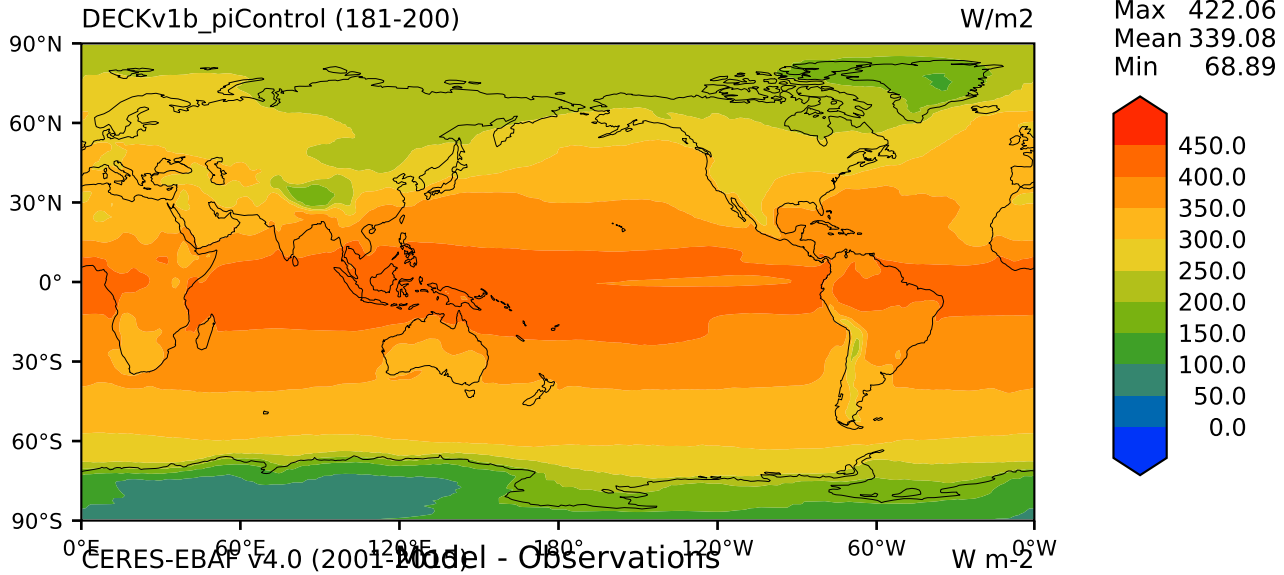 DECKv1b_piControl (181-200) W/m2
Max 422.06
Mean 339.08
Min 68.89
90°N
60°N
30°N
0°
30°S
60°S
90°S
450.0
400.0
350.0
300.0
250.0
200.0
150.0
100.0
50.0
0.0
0°E 60°E 120°E 180° 120°W 60°W 0°W
CERES-EBAF v4.0 (2001- Model - Observations W m-2